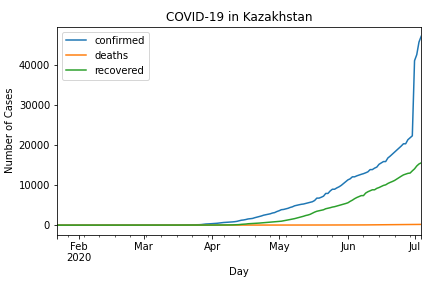 COVID-19 in Kazakhstan
confirmed
deaths
recovered
Number of Cases
40000
30000
20000
10000
0
Feb Mar Apr May Jun Jul
2020
Day